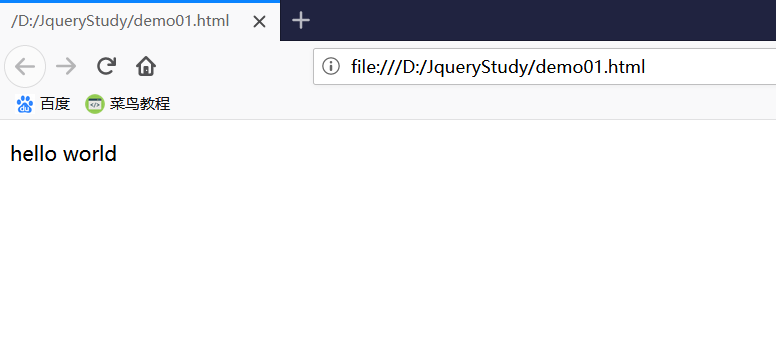 /D:/JqueryStudy/demo01.html
file:///D:/JqueryStudy/demo01.html
百度 菜鸟教程
hello world